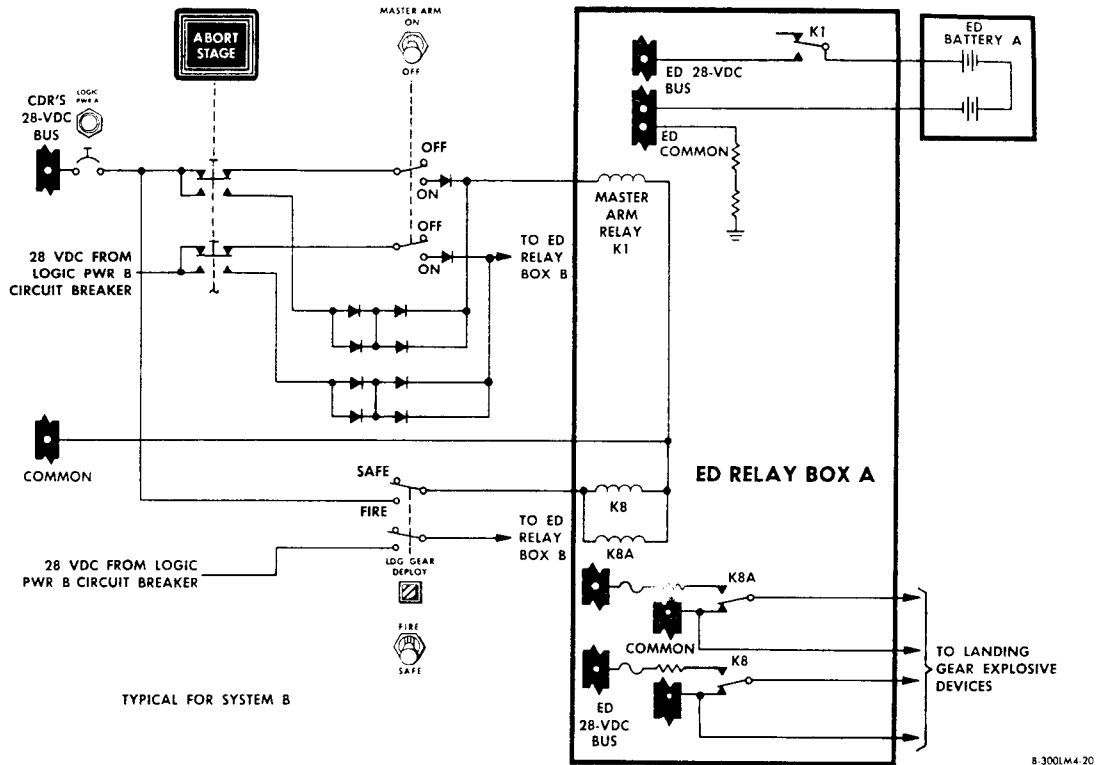 ABORT
STAGE
MASTER ARM
ON
OFF
CDR'S
28-VDC
BUS
LOGIC
PWR A
OFF
ON
OFF
ON
28 VDC FROM
LOGIC PWR B
CIRCUIT BREAKER
TO ED
RELAY
BOX B
COMMON
SAFE
FIRE
28 VDC FROM LOGIC
PWR B CIRCUIT BREAKER
TO ED
RELAY
BOX B
LDG GEAR
DEPLOY
FIRE
SAFE
TYPICAL FOR SYSTEM B
K1
ED 28-VDC
BUS
ED
COMMON
ED
BATTERY A
MASTER
ARM
RELAY
K1
ED RELAY BOX A
K8
K8A
K8A
COMMON
K8
ED
28-VDC
BUS
TO LANDING
GEAR EXPLOSIVE
DEVICES
B-300LM4-20